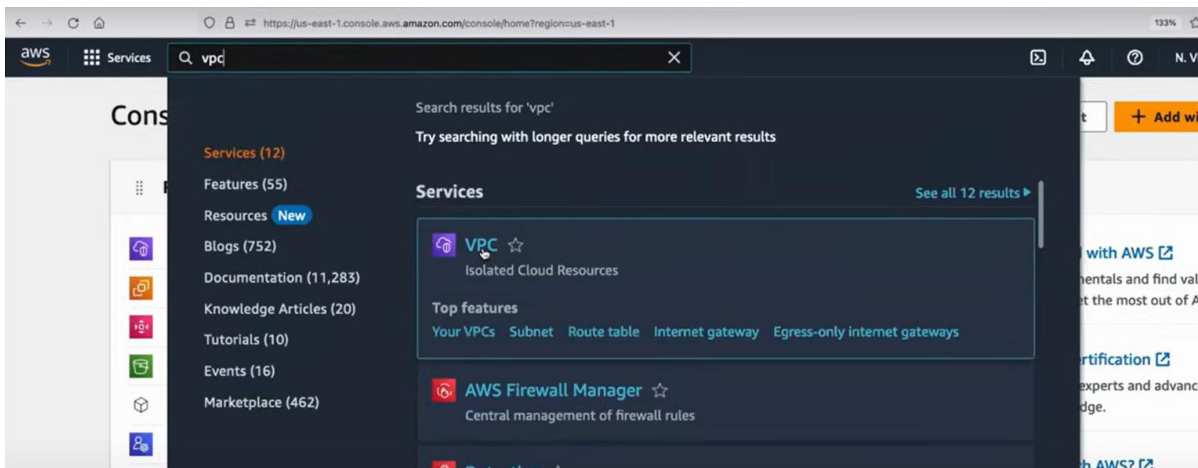 https://us-east-1.console.aws.amazon.com/console/home?region=us-east-1
133%
aws
Services
vpc
N. V
Cons
Search results for 'vpc'
Try searching with longer queries for more relevant results
+ Add wi
Services (12)
Features (55)
Resources New
Blogs (752)
Documentation (11,283)
Knowledge Articles (20)
Tutorials (10)
Events (16)
Marketplace (462)
Services
See all 12 results
VPC
Isolated Cloud Resources
Top features
Your VPCs Subnet Route table Internet gateway Egress-only internet gateways
AWS Firewall Manager
Central management of firewall rules
with AWS
nentals and find val
et the most out of A
rtification
experts and advanc
dge.
h AWS?